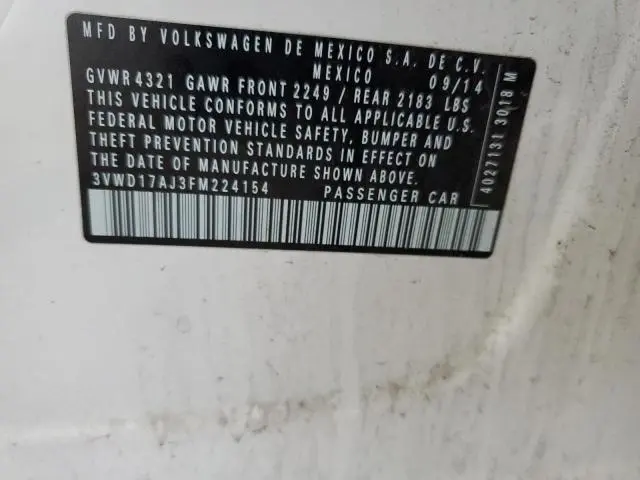 MFD BY VOLKSWAGEN DE MEXICO S.A. DE C.V.
MEXICO 09/14
GVWR 4321 GAWR FRONT 2249 / REAR 2183 LBS
THIS VEHICLE CONFORMS TO ALL APPLICABLE U.S.
FEDERAL MOTOR VEHICLE SAFETY, BUMPER AND
THEFT PREVENTION STANDARDS IN EFFECT ON
THE DATE OF MANUFACTURE SHOWN ABOVE.
3VWD17AJ3FM224154 PASSENGER CAR
4027131 3018 M